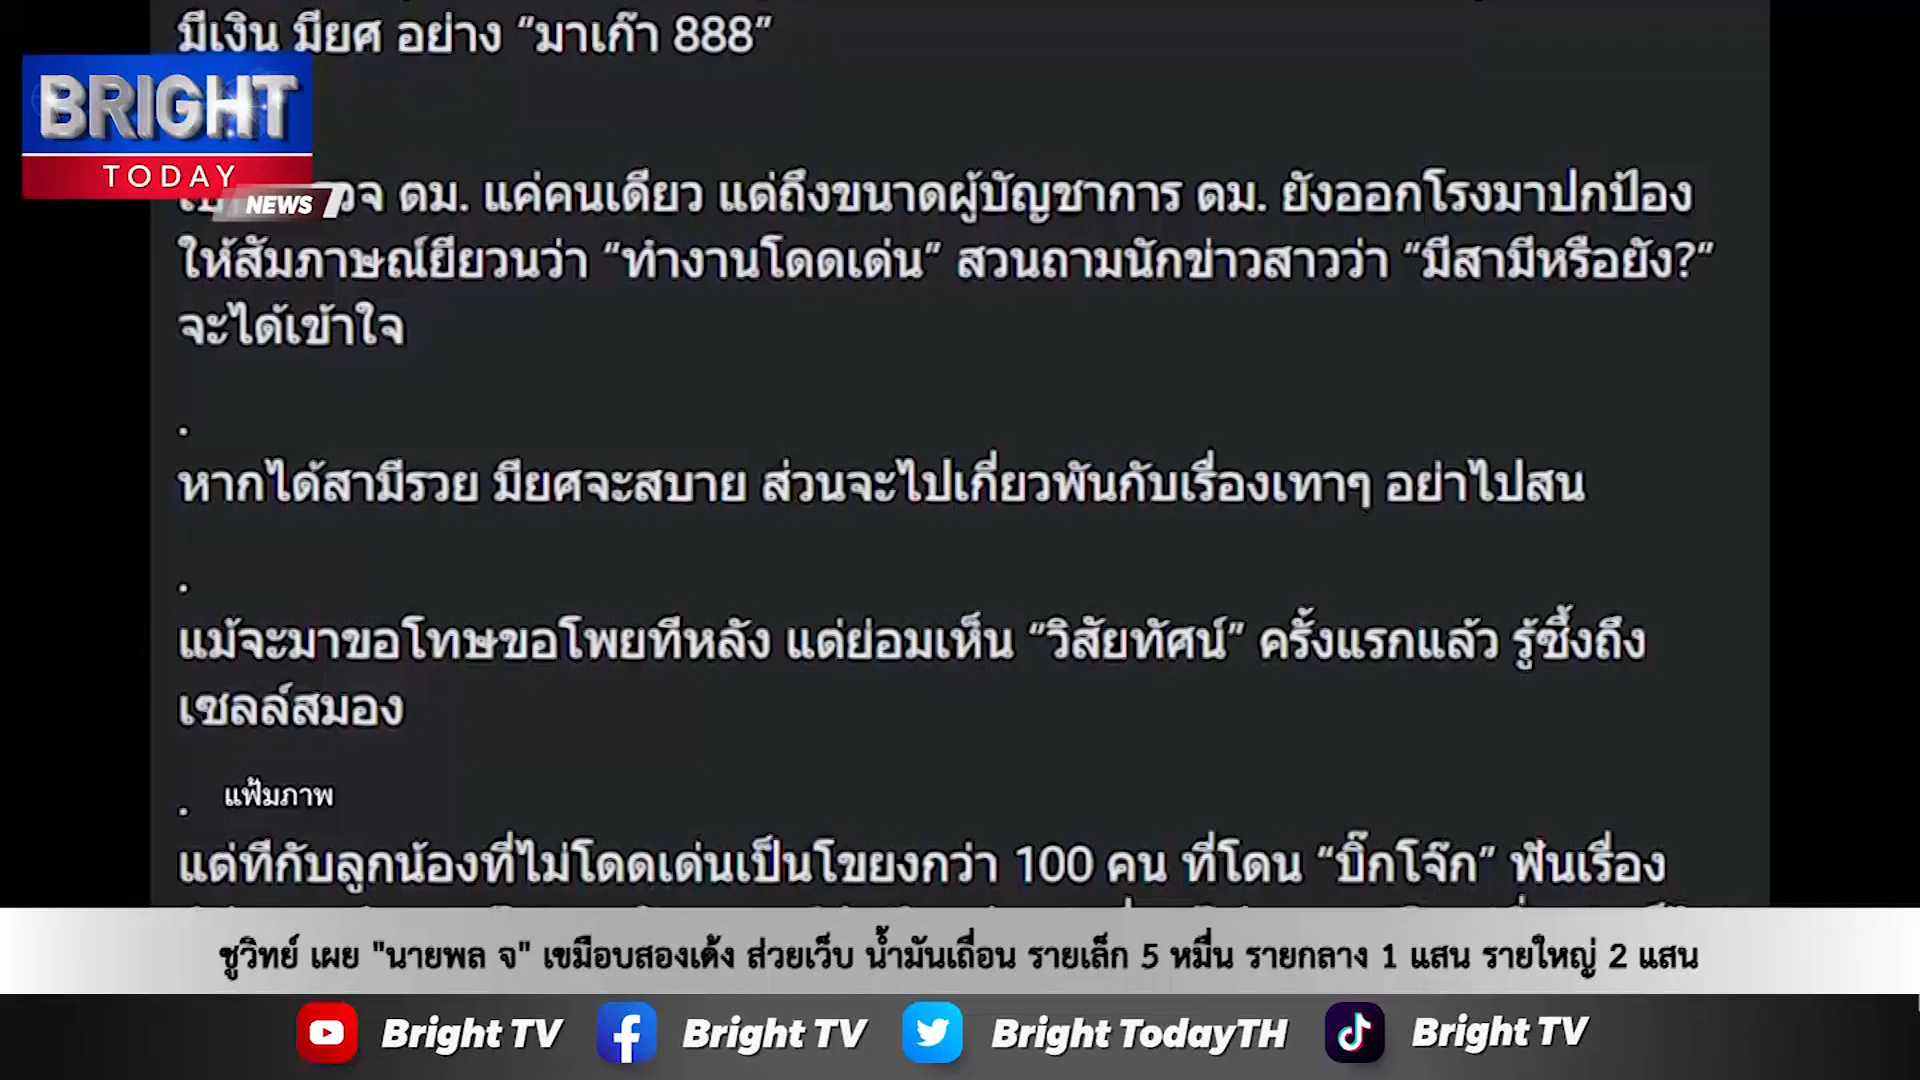 มีเงิน มียศ อย่าง “มาเก๊า 888”
BRIGHT
TODAY
NEWS
ตม. แค่คนเดียว แต่ถึงขนาดผู้บัญชาการ ตม. ยังออกโรงมาปกป้อง
ให้สัมภาษณ์ยียวนว่า “ทำงานโดดเด่น” สวนถามนักข่าวสาวว่า “มีสามีหรือยัง?”
จะได้เข้าใจ
.
หากได้สามีรวย มียศจะสบาย ส่วนจะไปเกี่ยวพันกับเรื่องเทาๆ อย่าไปสน
.
แม้จะมาขอโทษขอโพยทีหลัง แต่ย่อมเห็น “วิสัยทัศน์” ครั้งแรกแล้ว รู้ซึ้งถึง
เซลล์สมอง
.
แฟ้มภาพ
แต่ทีกับลูกน้องที่ไม่โดดเด่นเป็นโขยงกว่า 100 คน ที่โดน “บิ๊กโจ๊ก” ฟันเรื่อง
ชูวิทย์ เผย "นายพล จ" เขมือบสองเด้ง ส่วยเว็บ น้ำมันเถื่อน รายเล็ก 5 หมื่น รายกลาง 1 แสน รายใหญ่ 2 แสน
Bright TV Bright TV Bright TodayTH Bright TV